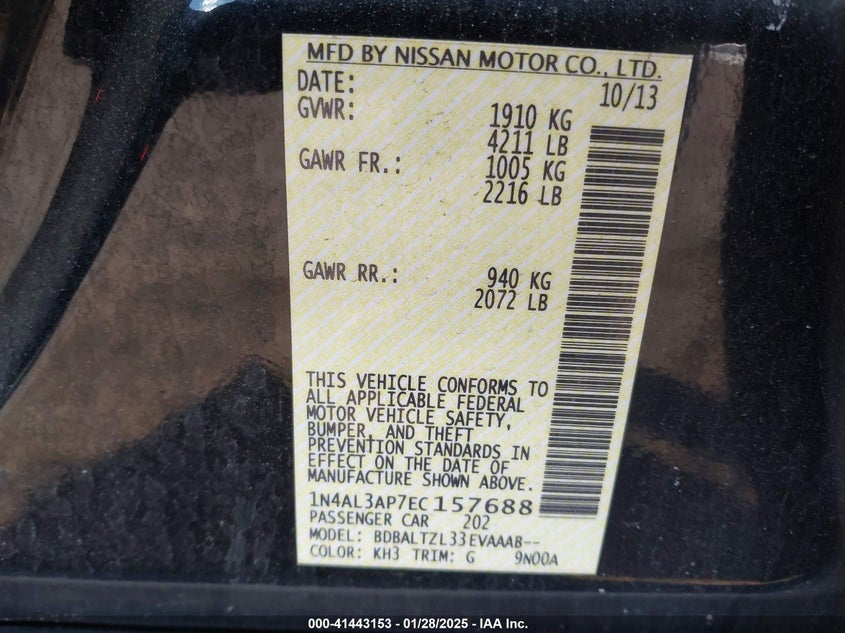 MFD BY NISSAN MOTOR CO., LTD.
DATE: 10/13
GVWR: 1910 KG
4211 LB
GAWR FR.: 1005 KG
2216 LB
GAWR RR.: 940 KG
2072 LB
THIS VEHICLE CONFORMS TO
ALL APPLICABLE FEDERAL
MOTOR VEHICLE SAFETY,
BUMPER, AND THEFT
PREVENTION STANDARDS IN
EFFECT ON THE DATE OF
MANUFACTURE SHOWN ABOVE.
1N4AL3AP7EC157688
PASSENGER CAR 202
MODEL: BDBALTZL33EVAAAB--
COLOR: KH3 TRIM: G 9N00A
000-41443153 — 01/28/2025 - IAA Inc.